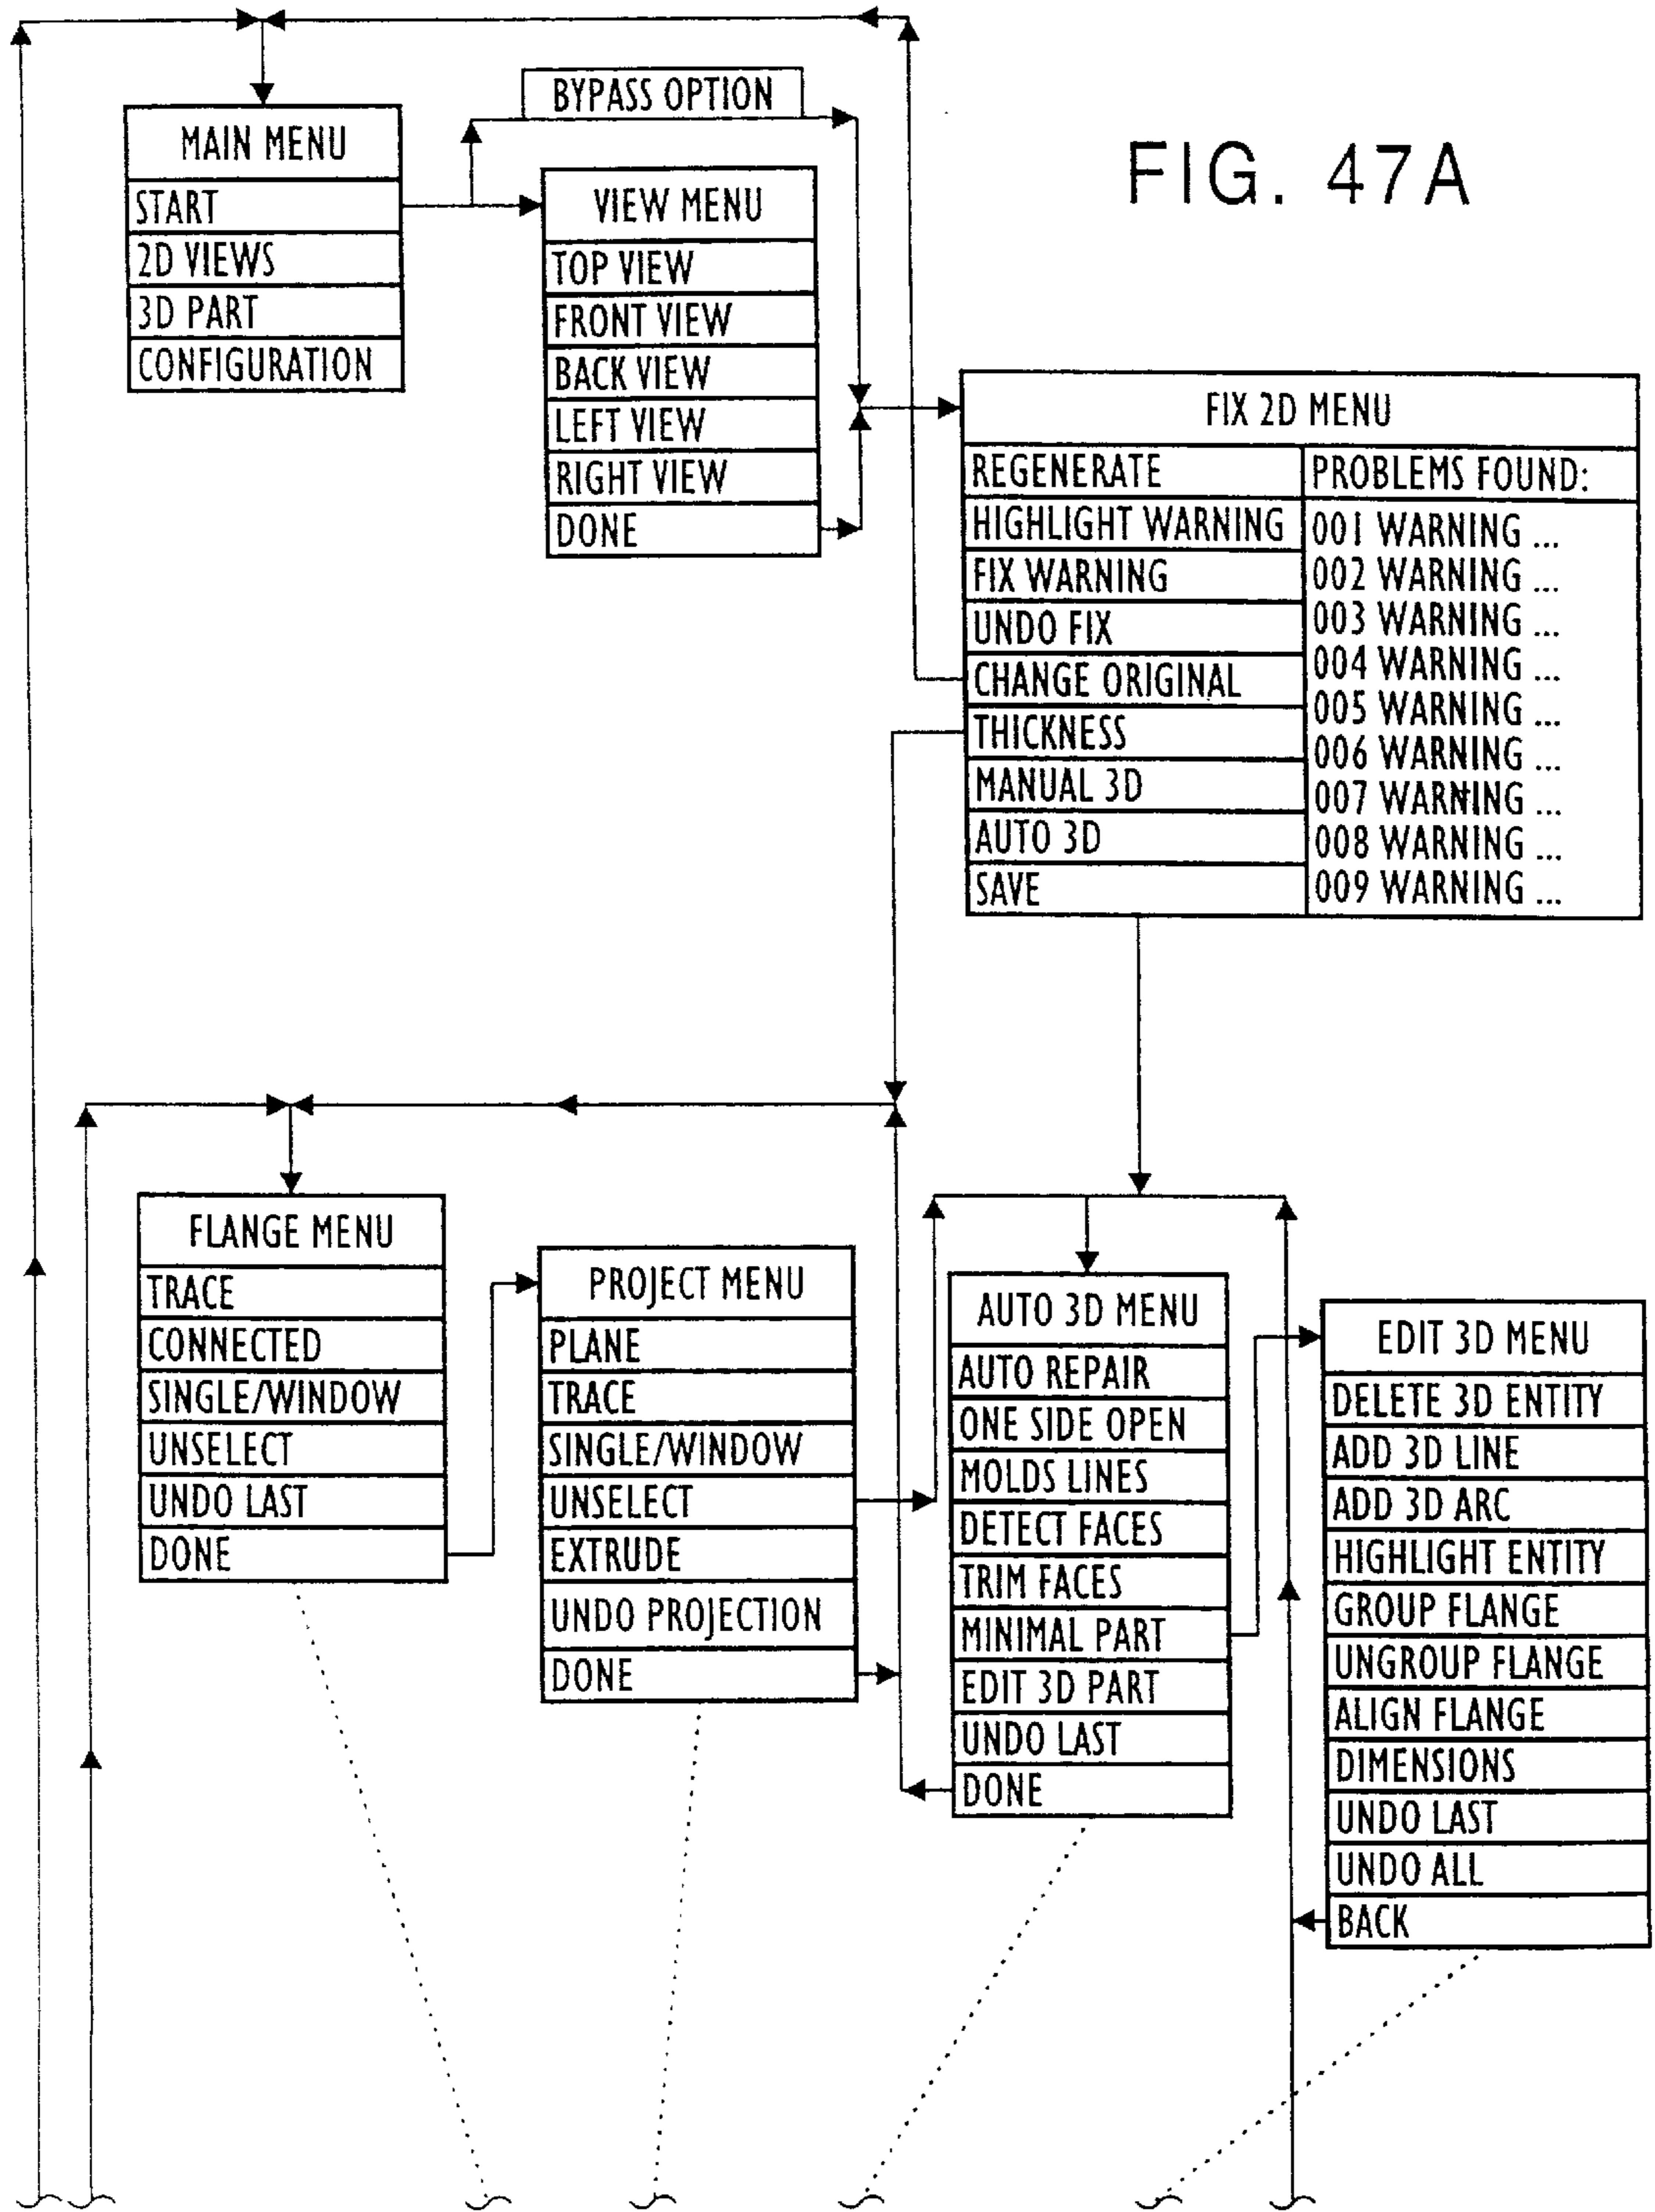 FIG. 47A
BYPASS OPTION
MAIN MENU
START
2D VIEWS
3D PART
CONFIGURATION
VIEW MENU
TOP VIEW
FRONT VIEW
BACK VIEW
LEFT VIEW
RIGHT VIEW
DONE
FIX 2D MENU
REGENERATE
HIGHLIGHT WARNING
FIX WARNING
UNDO FIX
CHANGE ORIGINAL
THICKNESS
MANUAL 3D
AUTO 3D
SAVE
PROBLEMS FOUND:
001 WARNING ...
002 WARNING ...
003 WARNING ...
004 WARNING ...
005 WARNING ...
006 WARNING ...
007 WARNING ...
008 WARNING ...
009 WARNING ...
FLANGE MENU
TRACE
CONNECTED
SINGLE/WINDOW
UNSELECT
UNDO LAST
DONE
PROJECT MENU
PLANE
TRACE
SINGLE/WINDOW
UNSELECT
EXTRUDE
UNDO PROJECTION
DONE
AUTO 3D MENU
AUTO REPAIR
ONE SIDE OPEN
MOLDS LINES
DETECT FACES
TRIM FACES
MINIMAL PART
EDIT 3D PART
UNDO LAST
DONE
EDIT 3D MENU
DELETE 3D ENTITY
ADD 3D LINE
ADD 3D ARC
HIGHLIGHT ENTITY
GROUP FLANGE
UNGROUP FLANGE
ALIGN FLANGE
DIMENSIONS
UNDO LAST
UNDO ALL
BACK